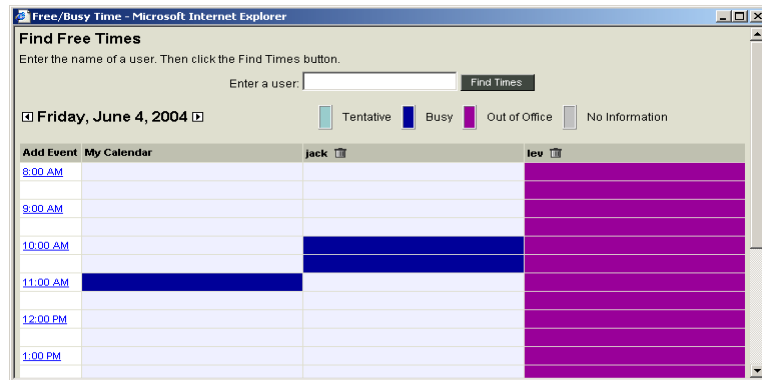 Free/Busy Time - Microsoft Internet Explorer
Find Free Times
Enter the name of a user. Then click the Find Times button.
Enter a user: Find Times
Friday, June 4, 2004 Tentative Busy Out of Office No Information
Add Event My Calendar jack lev
8:00 AM
9:00 AM
10:00 AM
11:00 AM
12:00 PM
1:00 PM